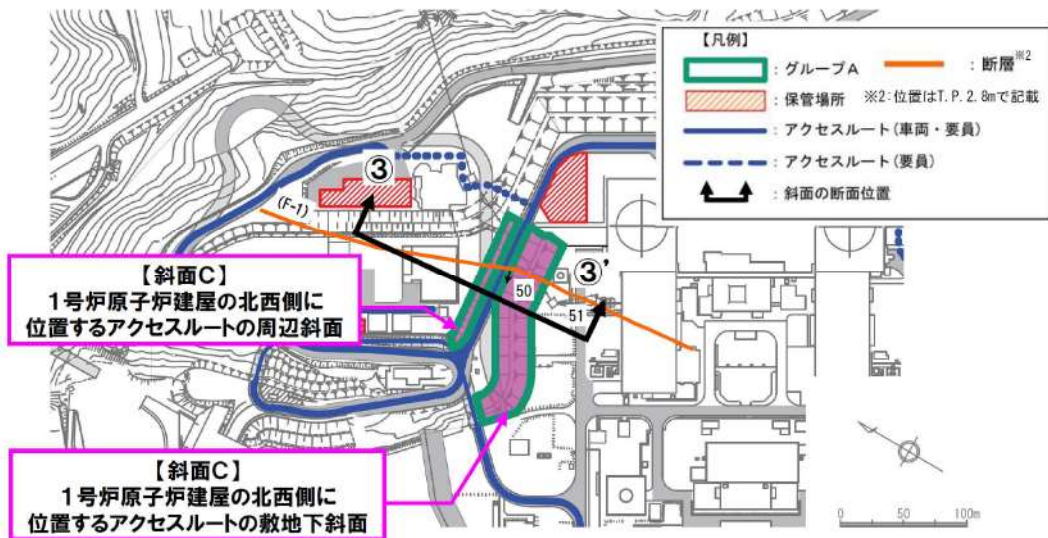 【凡例】
：グループA
：断層※2
：保管場所
※2：位置はT.P.2.8mで記載
：アクセスルート（車両・要員）
：アクセスルート（要員）
：斜面の断面位置
③
(F-1)
③’
50
51
【斜面C】
1号炉原子炉建屋の北西側に
位置するアクセスルートの周辺斜面
【斜面C】
1号炉原子炉建屋の北西側に
位置するアクセスルートの敷地下斜面
0 50 100m